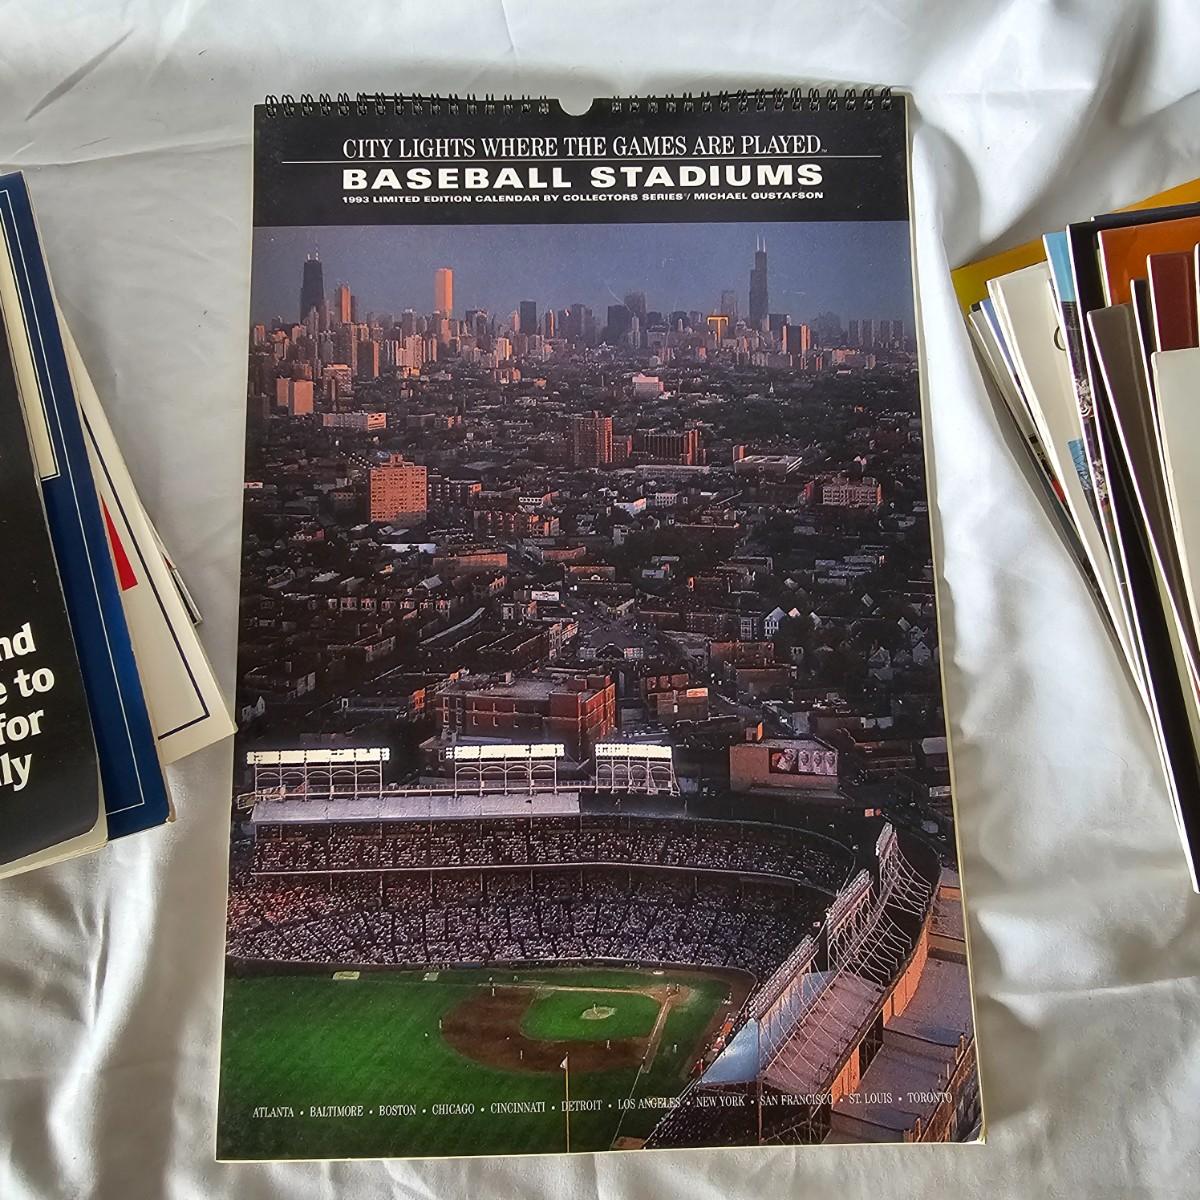 CITY LIGHTS WHERE THE GAMES ARE PLAYED™
BASEBALL STADIUMS
1993 LIMITED EDITION CALENDAR BY COLLECTORS SERIES / MICHAEL GUSTAFSON
ATLANTA • BALTIMORE • BOSTON • CHICAGO • CINCINNATI • DETROIT • LOS ANGELES • NEW YORK • SAN FRANCISCO • ST. LOUIS • TORONTO
nd
e to
for
lly